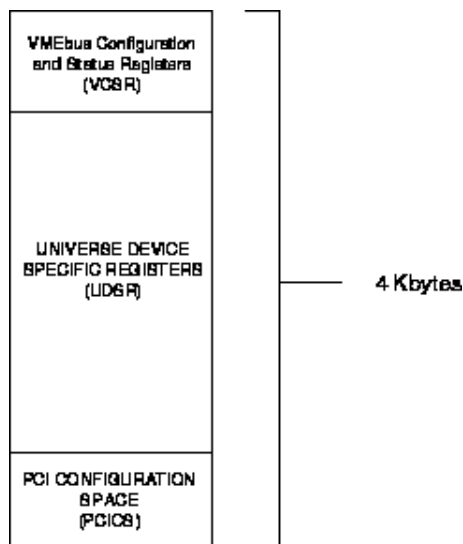 VMEbus Configuration
and Status Registers
(VCSR)
UNIVERSE DEVICE
SPECIFIC REGISTERS
(UDSR)
4 Kbytes
PCI CONFIGURATION
SPACE
(PCICS)